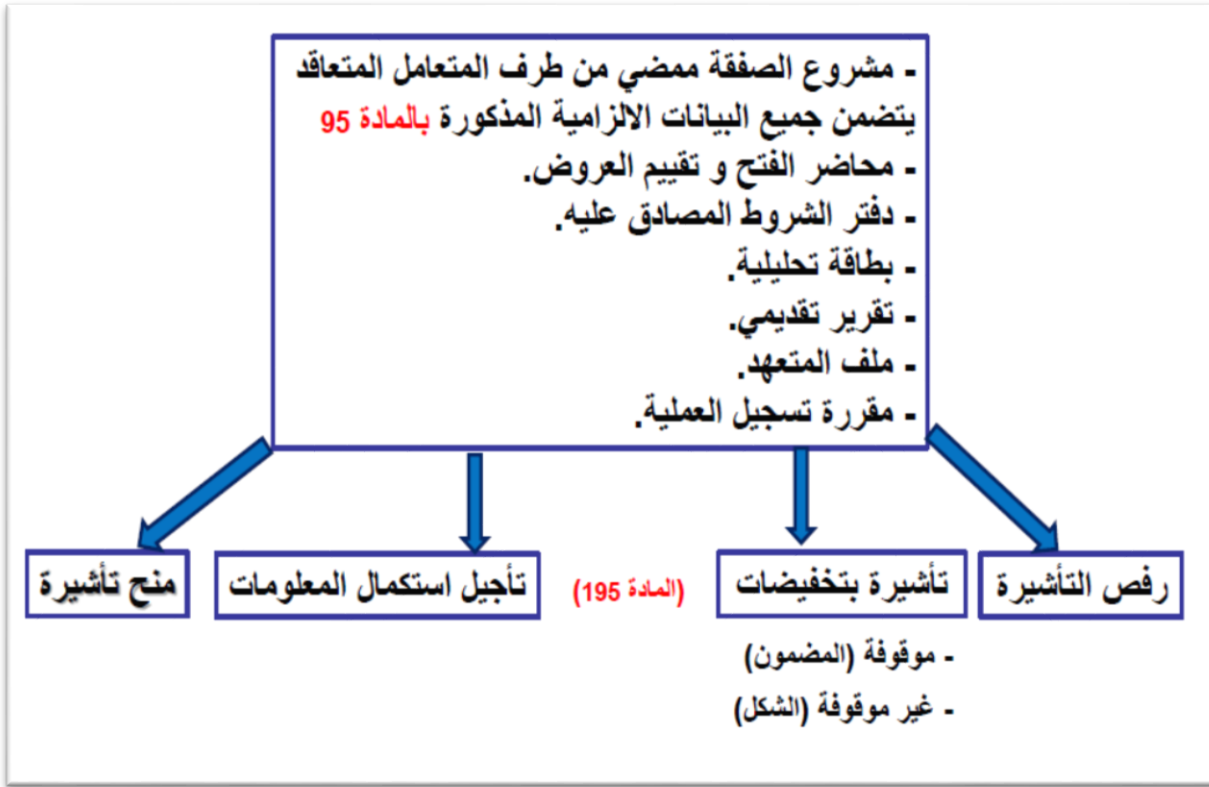 - مشروع الصفقة ممضي من طرف المتعامل المتعاقد
يتضمن جميع البيانات الالزامية المذكورة بالمادة 95
- محاضر الفتح و تقييم العروض.
- دفتر الشروط المصادق عليه.
- بطاقة تحليلية.
- تقرير تقديمي.
- ملف المتعهد.
- مقررة تسجيل العملية.
رفص التأشيرة
تأشيرة بتخفيضات
(المادة 195)
تأجيل استكمال المعلومات
منح تأشيرة
- موقوفة (المضمون)
- غير موقوفة (الشكل)